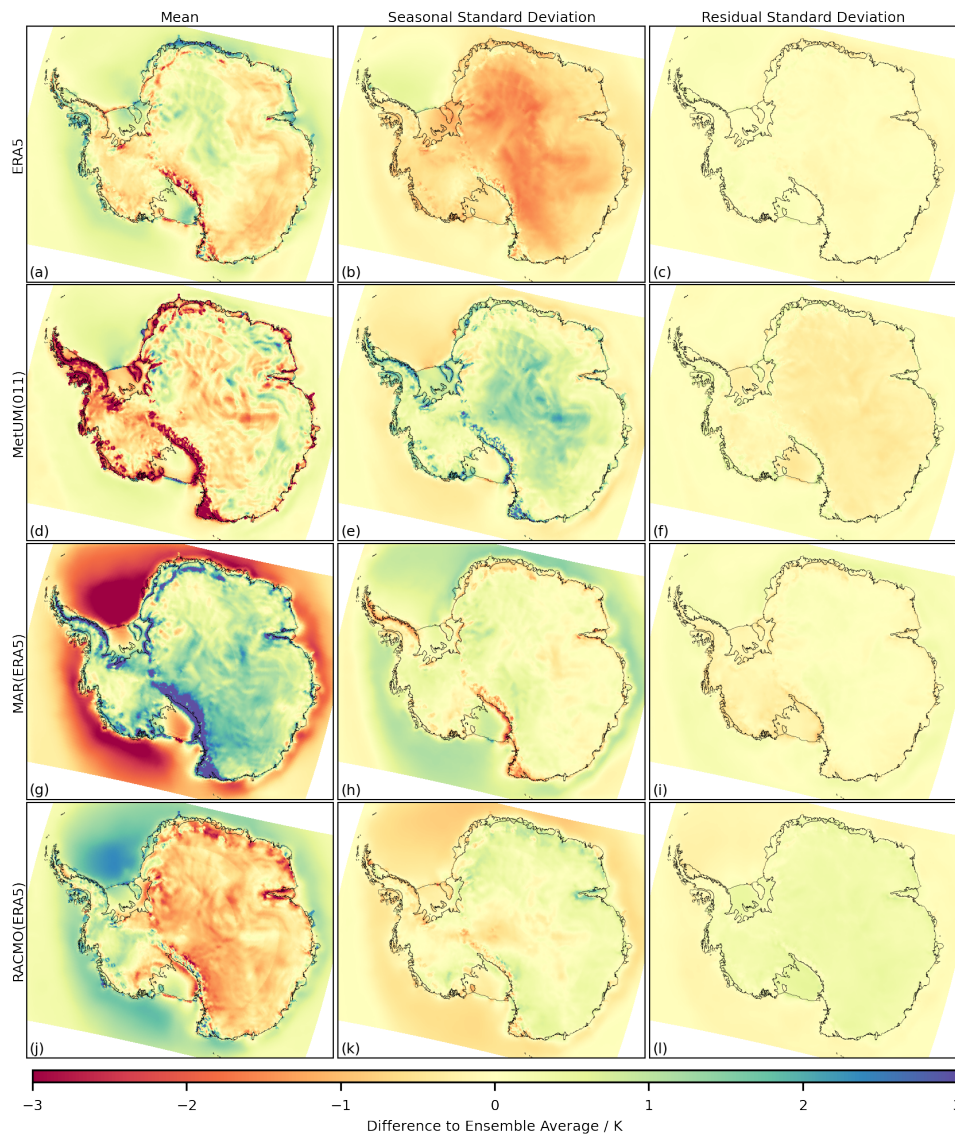 Mean
Seasonal Standard Deviation
Residual Standard Deviation
ERA5
(a)
(b)
(c)
MetUM(011)
(d)
(e)
(f)
MAR(ERA5)
(g)
(h)
(i)
RACMO(ERA5)
(j)
(k)
(l)
−3 −2 −1 0 1 2
Difference to Ensemble Average / K